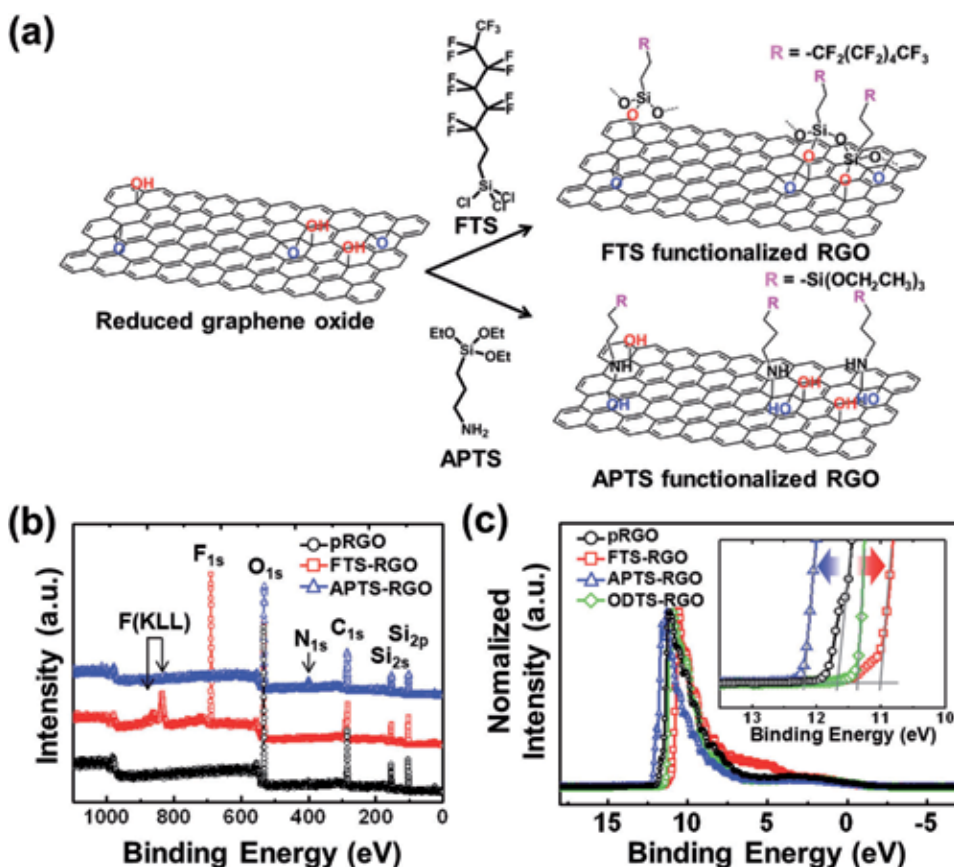 (a)
CF₃
F F
F F
F F
F F
F F
Si
Cl Cl Cl
FTS
OH
O
OH
O
OH
O
Reduced graphene oxide
EtO
OEt
Si
OEt
NH₂
APTS
R
R = -CF₂(CF₂)₄CF₃
R
R
Si
O
O
O
O
Si
O
Si
O
O
O
O
O
FTS functionalized RGO
R = -Si(OCH₂CH₃)₃
R
R
R
OH
NH
NH
HN
OH
OH
HO
OH
HO
APTS functionalized RGO
(b)
pRGO
FTS-RGO
APTS-RGO
F₁ₛ
O₁ₛ
F(KLL)
N₁ₛ
C₁ₛ
Si₂ₚ
Si₂ₛ
Intensity (a.u.)
1000 800 600 400 200 0
Binding Energy (eV)
(c)
pRGO
FTS-RGO
APTS-RGO
ODTS-RGO
Nomalized
Intensity (a.u.)
13 12 11 10
Binding Energy (eV)
15 10 5 0 -5
Binding Energy (eV)